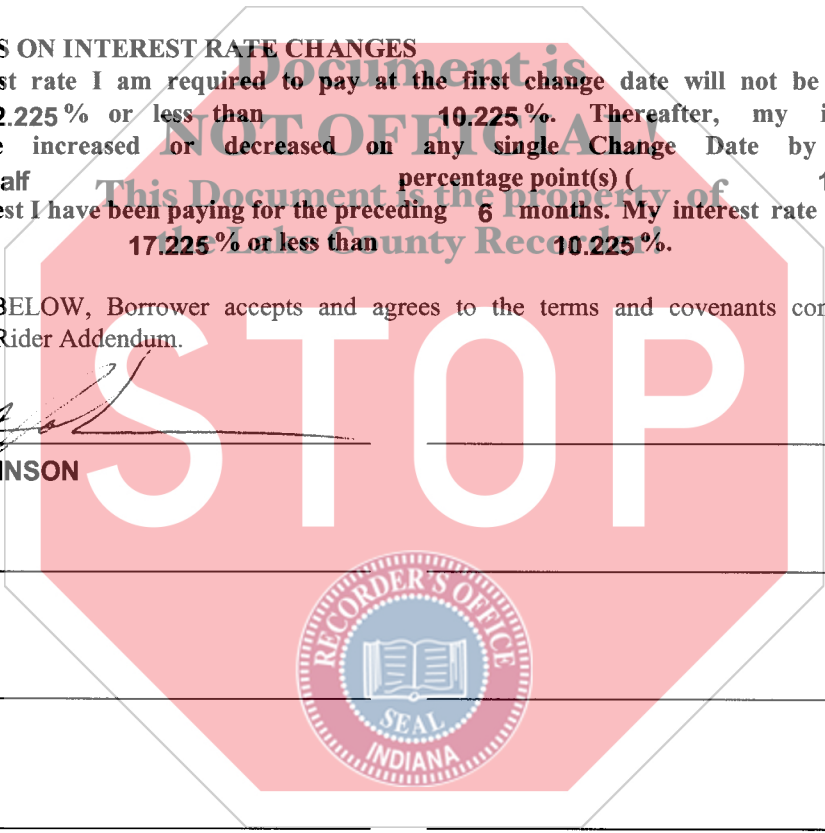 S ON INTEREST RATE CHANGES
Document is
st rate I am required to pay at the first change date will not be
2.225 % or less than 10.225 %. Thereafter, my i
NOT OFFICIAL!
e increased or decreased on any single Change Date by
alf percentage point(s) ( 1
This Document is the property of
est I have been paying for the preceding 6 months. My interest rate
the Lake County Recorder!
17.225 % or less than 10.225 %.
BELOW, Borrower accepts and agrees to the terms and covenants con
Rider Addendum.
NSON
STOP
RECORDER'S OFFICE
SEAL
INDIANA